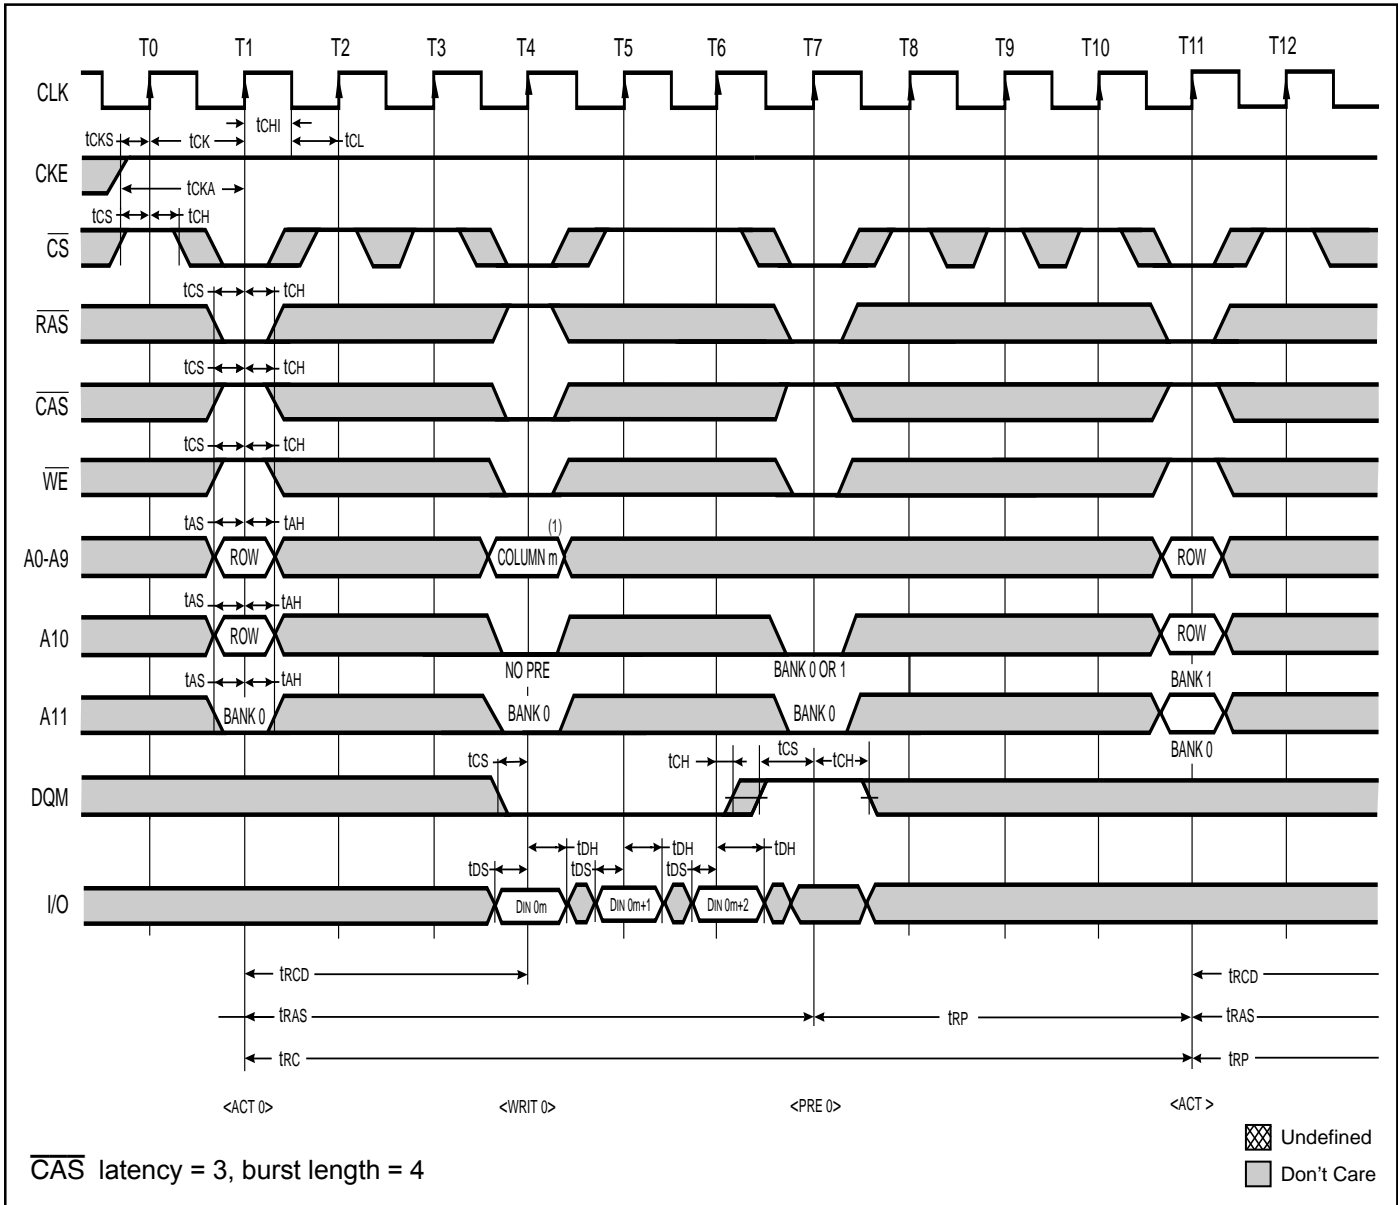 T0 T1 T2 T3 T4 T5 T6 T7 T8 T9 T10 T11 T12
CLK
tCHI
tCKS tCK tCL
CKE
tCKA
tCS tCH
CS
tCS tCH
RAS
tCS tCH
CAS
tCS tCH
WE
tAS tAH (1)
A0-A9 ROW COLUMN m ROW
tAS tAH
A10 ROW ROW
NO PRE BANK 0 OR 1 BANK 1
tAS tAH
A11 BANK 0 BANK 0 BANK 0
BANK 0
tCS tCH tCS tCH
DQM
tDS tDH tDS tDH tDS tDH
I/O DIN 0m DIN 0m+1 DIN 0m+2
tRCD tRCD
tRAS tRP tRAS
tRC tRP
<ACT 0> <WRIT 0> <PRE 0> <ACT >
Undefined
CAS latency = 3, burst length = 4
Don't Care